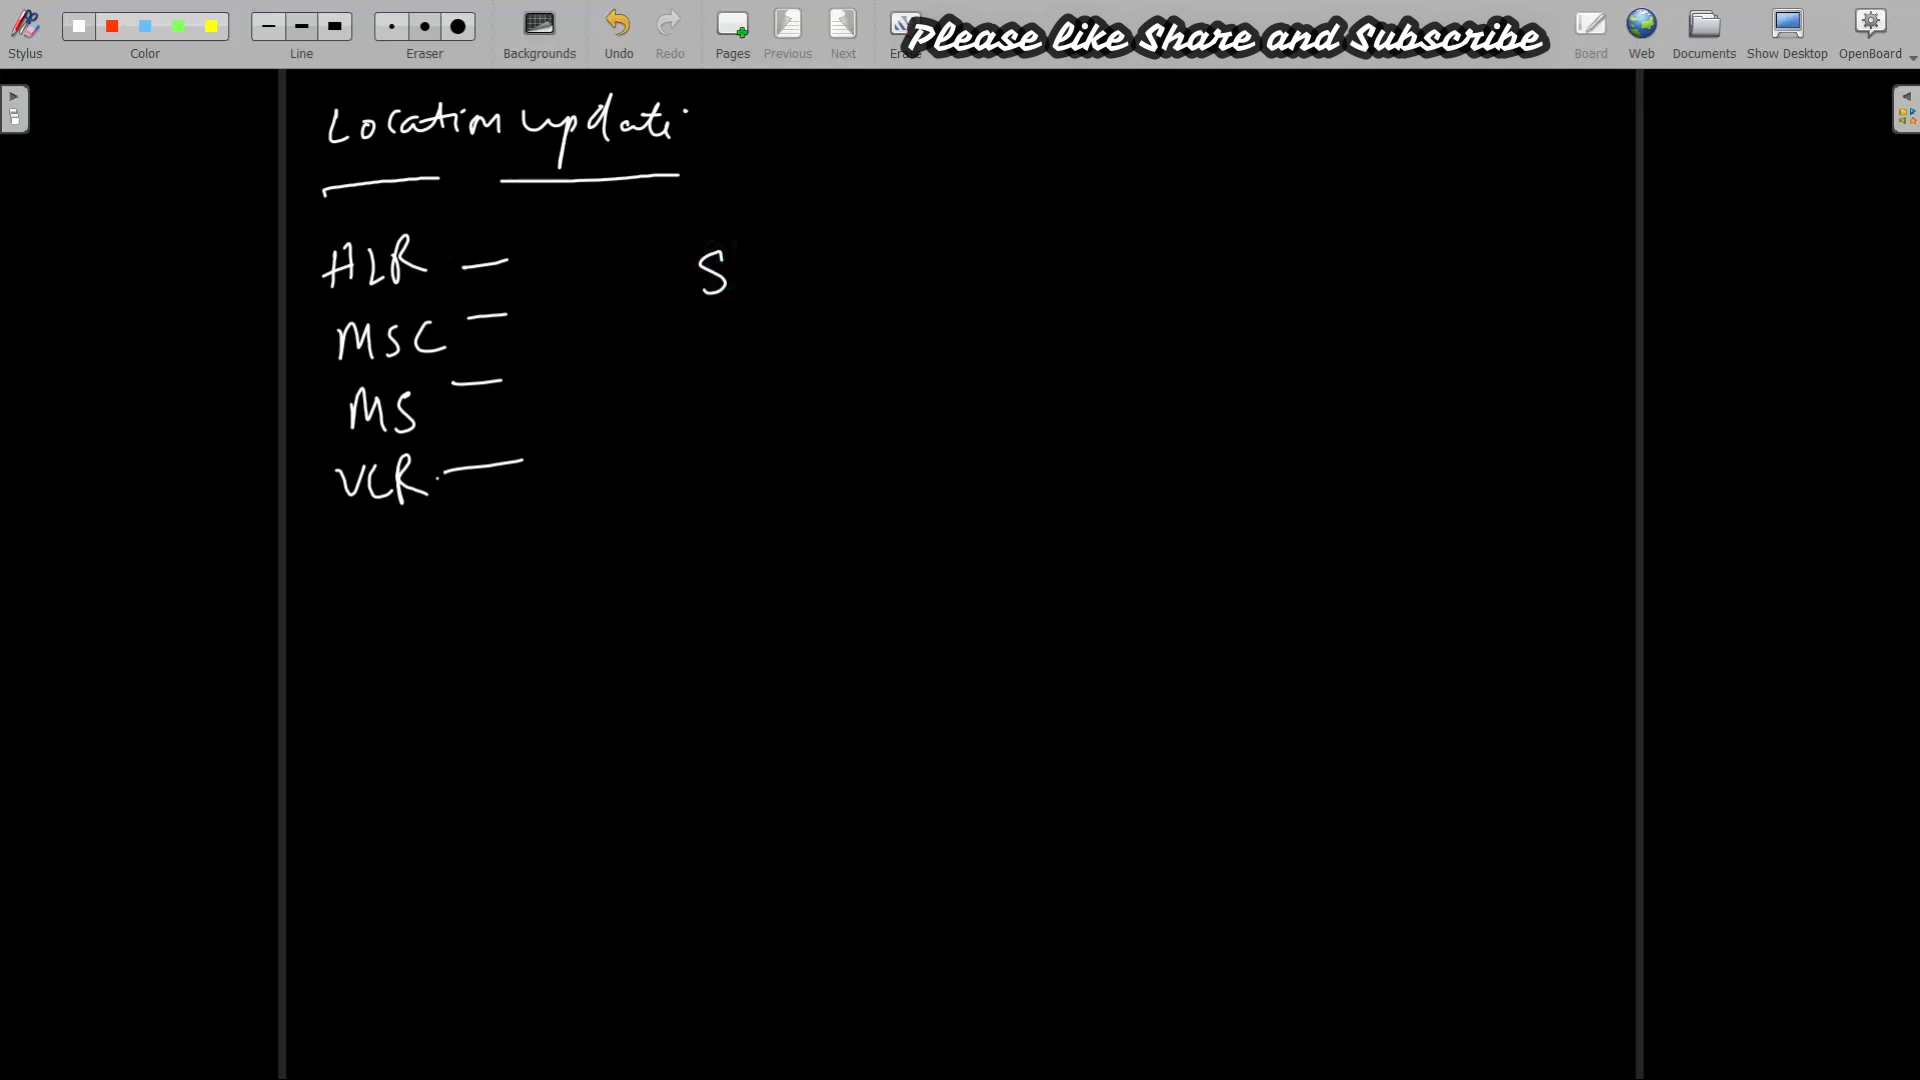 Please like Share and Subscribe
Stylus Color Line Eraser Backgrounds Undo Redo Pages Previous Next Board Web Documents Show Desktop OpenBoard
Location update
HLR — S
MSC —
MS —
VLR —